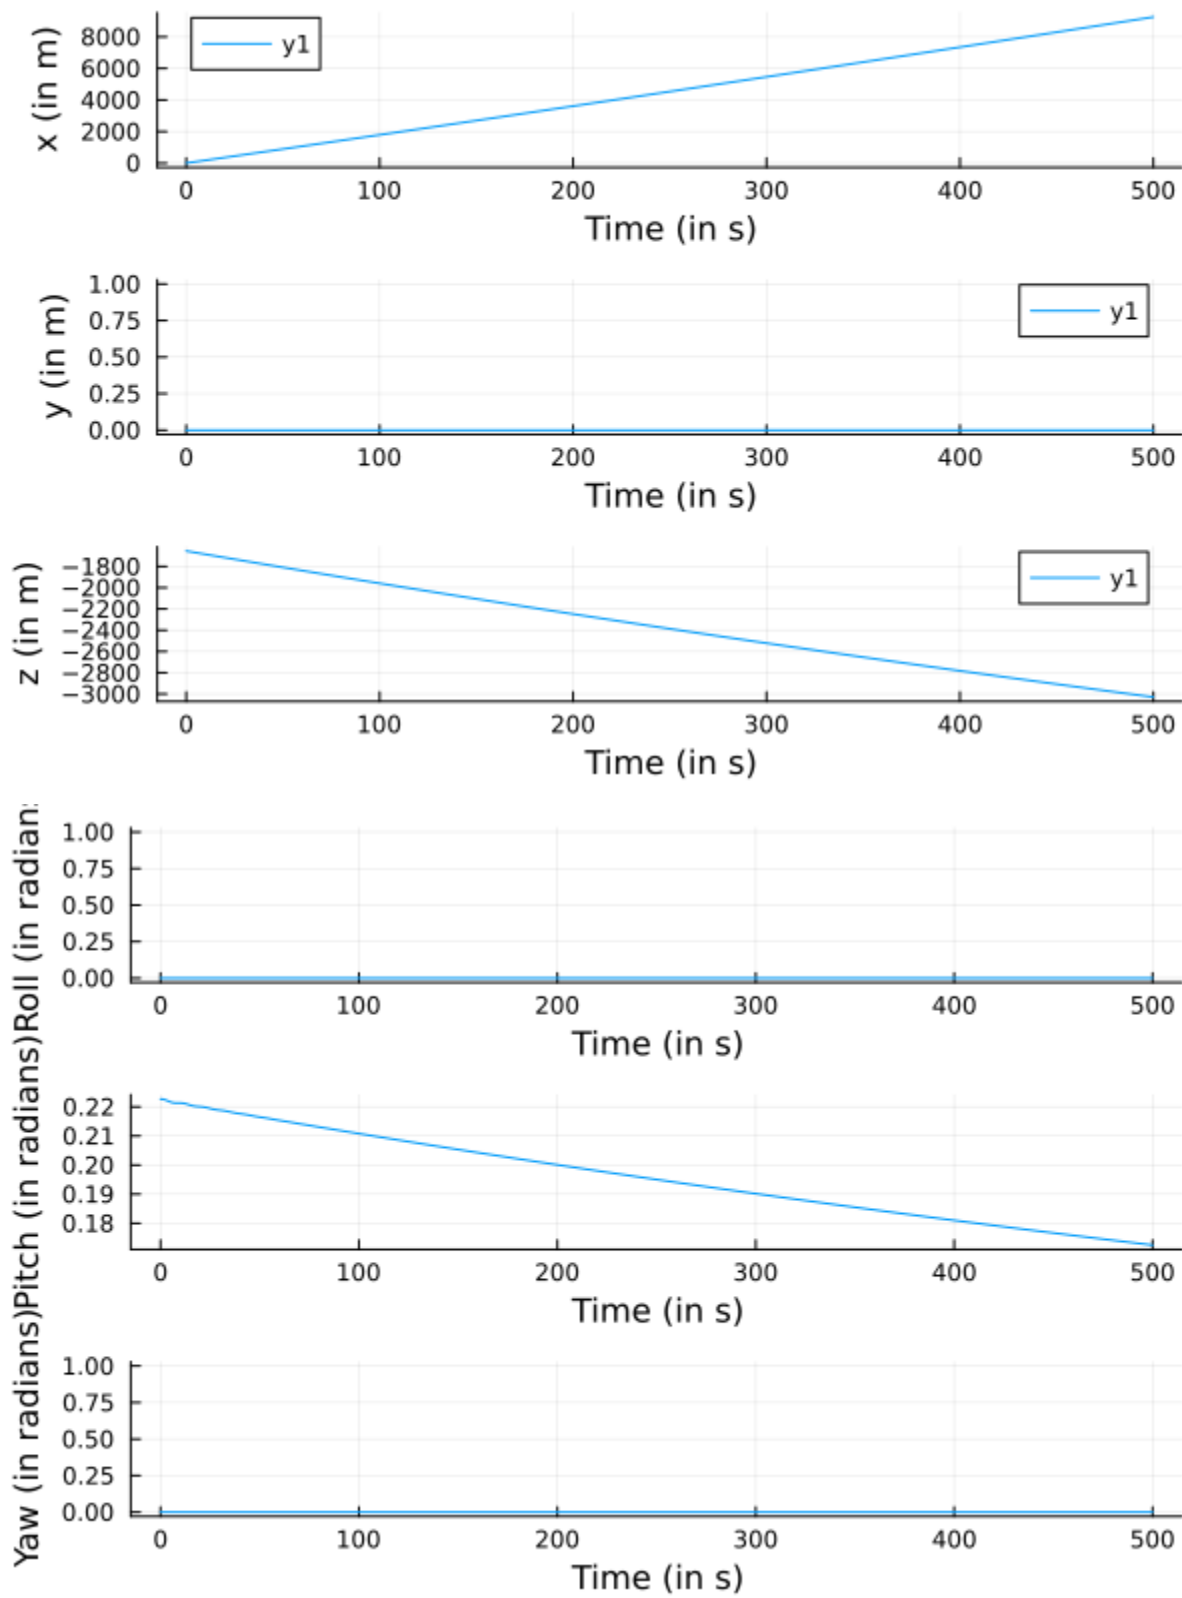 x (in m)
8000
6000
4000
2000
0
y1
0 100 200 300 400 500
Time (in s)
y (in m)
1.00
0.75
0.50
0.25
0.00
y1
0 100 200 300 400 500
Time (in s)
z (in m)
−1800
−2000
−2200
−2400
−2600
−2800
−3000
y1
0 100 200 300 400 500
Time (in s)
Roll (in radians
1.00
0.75
0.50
0.25
0.00
0 100 200 300 400 500
Time (in s)
Pitch (in radians)
0.22
0.21
0.20
0.19
0.18
0 100 200 300 400 500
Time (in s)
Yaw (in radians)
1.00
0.75
0.50
0.25
0.00
0 100 200 300 400 500
Time (in s)